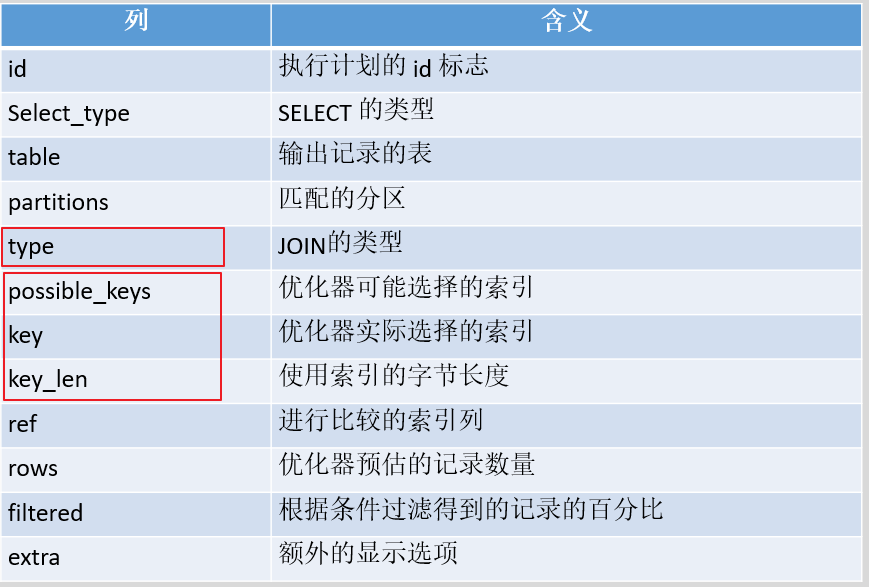 列 含义
id 执行计划的 id 标志
Select_type SELECT 的类型
table 输出记录的表
partitions 匹配的分区
type JOIN的类型
possible_keys 优化器可能选择的索引
key 优化器实际选择的索引
key_len 使用索引的字节长度
ref 进行比较的索引列
rows 优化器预估的记录数量
filtered 根据条件过滤得到的记录的百分比
extra 额外的显示选项